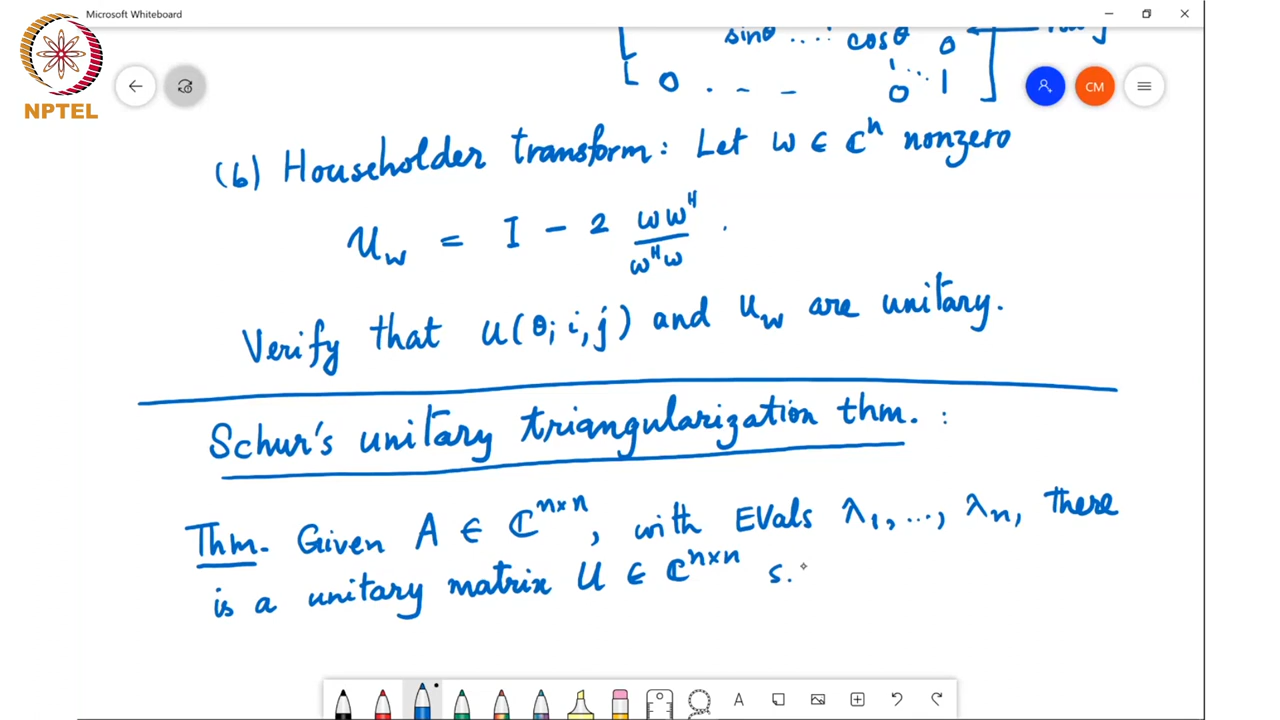 Microsoft Whiteboard
NPTEL
CM
sinθ ...: cosθ 0
0 . - - 0 1
(b) Householder transform: Let w ∈ ℂⁿ nonzero
U_w = I - 2 ww^H / w^H w .
Verify that U(θ; i, j) and U_w are unitary.
Schur's unitary triangularization thm. :
Thm. Given A ∈ ℂ^{n×n}, with EVals λ₁, ..., λₙ, there
is a unitary matrix U ∈ ℂ^{n×n} s.
A